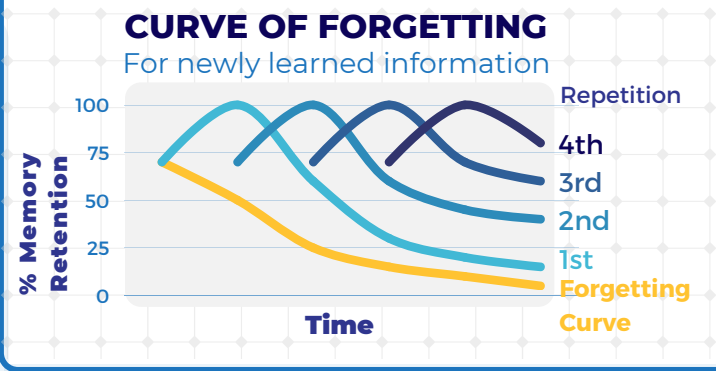 CURVE OF FORGETTING
For newly learned information
Repetition
100
75
50
25
0
% Memory
Retention
4th
3rd
2nd
1st
Forgetting
Curve
Time